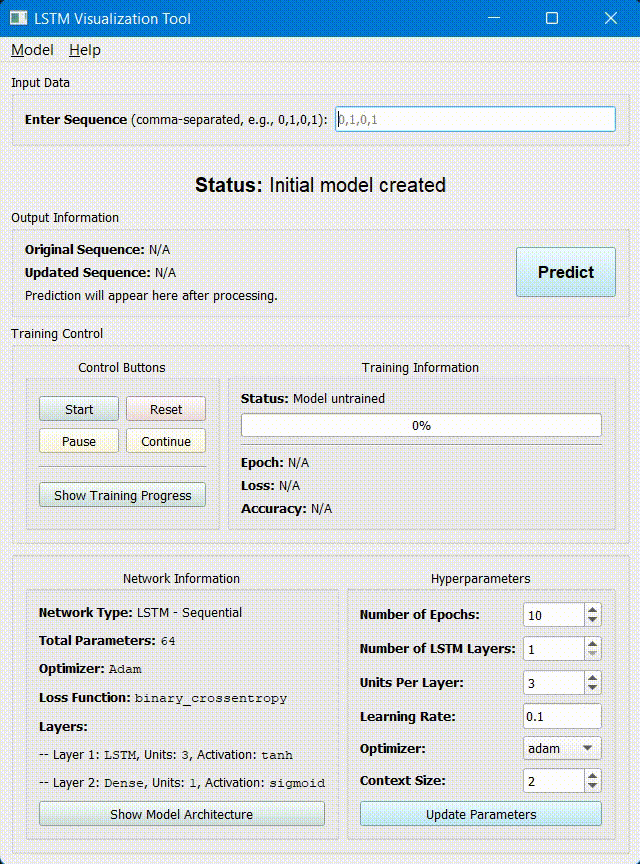 LSTM Visualization Tool
Model Help
Input Data
Enter Sequence (comma-separated, e.g., 0,1,0,1): 0,1,0,1
Status: Initial model created
Output Information
Original Sequence: N/A
Updated Sequence: N/A
Predict
Prediction will appear here after processing.
Training Control
Control Buttons
Start Reset
Pause Continue
Show Training Progress
Training Information
Status: Model untrained
0%
Epoch: N/A
Loss: N/A
Accuracy: N/A
Network Information
Network Type: LSTM - Sequential
Total Parameters: 64
Optimizer: Adam
Loss Function: binary_crossentropy
Layers:
-- Layer 1: LSTM, Units: 3, Activation: tanh
-- Layer 2: Dense, Units: 1, Activation: sigmoid
Show Model Architecture
Hyperparameters
Number of Epochs: 10
Number of LSTM Layers: 1
Units Per Layer: 3
Learning Rate: 0.1
Optimizer: adam
Context Size: 2
Update Parameters